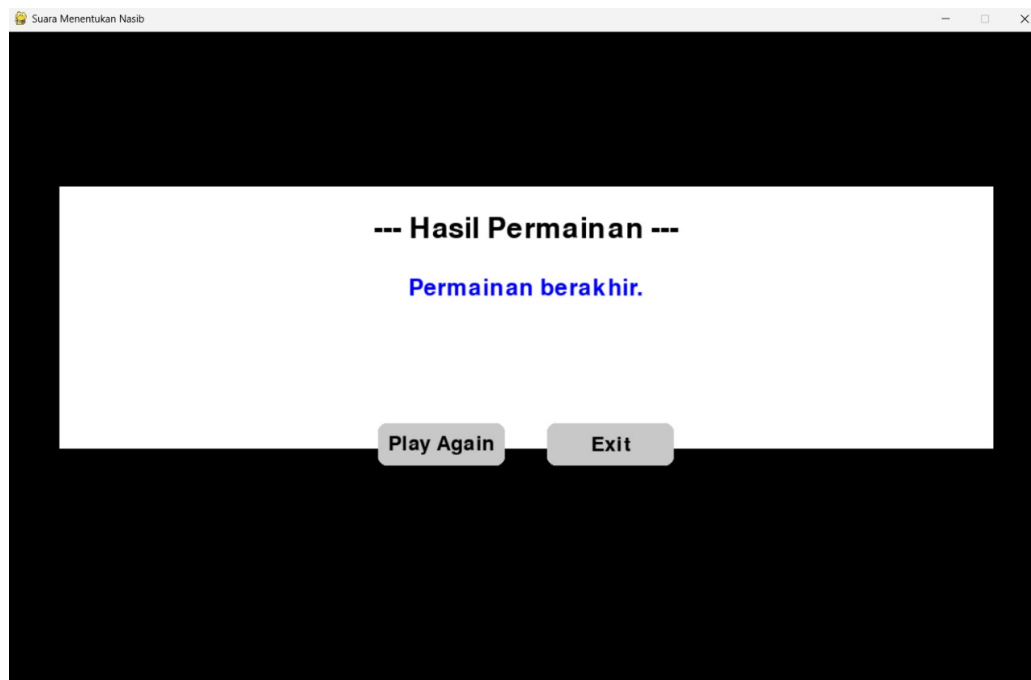 Suara Menentukan Nasib
--- Hasil Permainan ---
Permainan berakhir.
Play Again
Exit